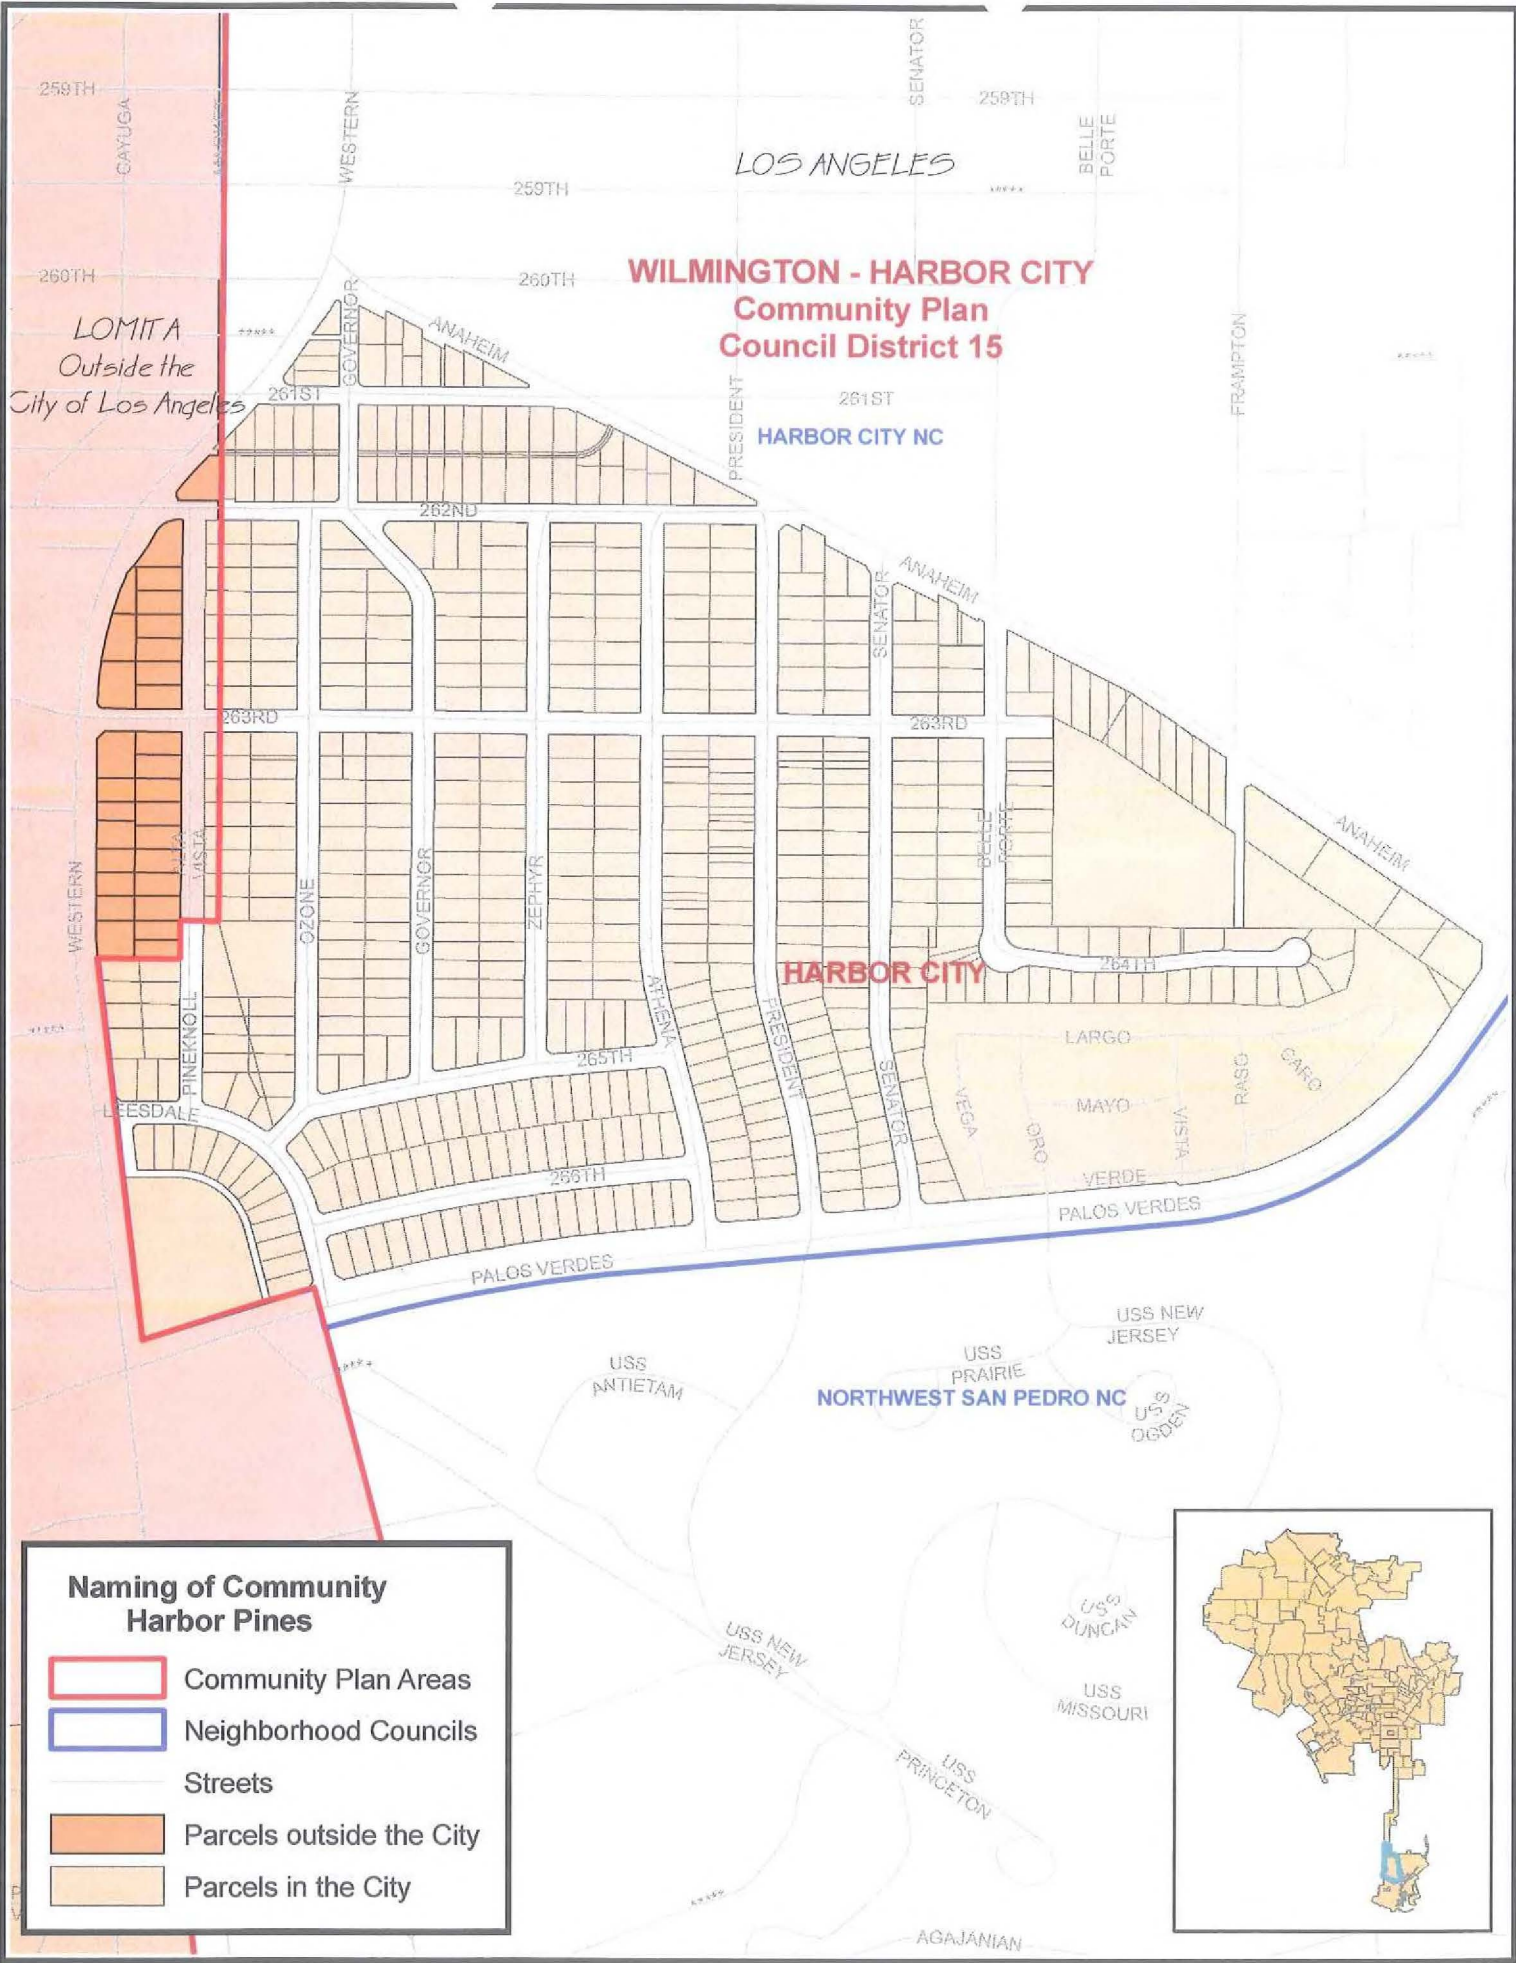 259TH
CAYUGA
WESTERN
SENATOR
259TH
BELLE
PORTE
LOS ANGELES
259TH
260TH
260TH
WILMINGTON - HARBOR CITY
Community Plan
Council District 15
LOMITA
Outside the
City of Los Angeles
GOVERNOR
ANAHEIM
FRAMPTON
261ST
PRESIDENT
261ST
HARBOR CITY NC
262ND
ANAHEIM
SENATOR
263RD
263RD
ALTA
VISTA
WESTERN
OZONE
GOVERNOR
ZEPHYR
BELLE
PORTE
ANAHEIM
HARBOR CITY
264TH
PINEKNOLL
ATHENA
PRESIDENT
SENATOR
265TH
LARGO
CARO
RASO
VEGA
MAYO
ORO
VISTA
LEESDALE
266TH
VERDE
PALOS VERDES
PALOS VERDES
USS NEW
JERSEY
USS
ANTIETAM
USS
PRAIRIE
NORTHWEST SAN PEDRO NC
USS
OGDEN
USS
DUNCAN
USS NEW
JERSEY
USS
MISSOURI
USS
PRINCETON
AGAJANIAN
Naming of Community
Harbor Pines
Community Plan Areas
Neighborhood Councils
Streets
Parcels outside the City
Parcels in the City